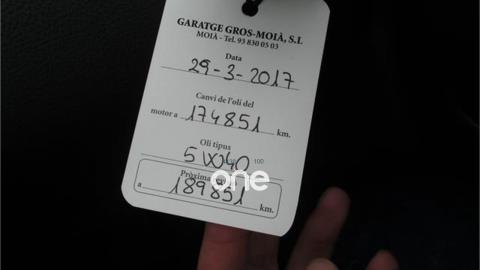 GARATGE GROS-MOIÀ, S.L
MOIÀ - Tel. 93 830 05 03
Data
29-3-2017
Canvi de l'oli del
motor a 174851 km.
Oli tipus
5W40
100
Pròxima
one
a 189851 km.